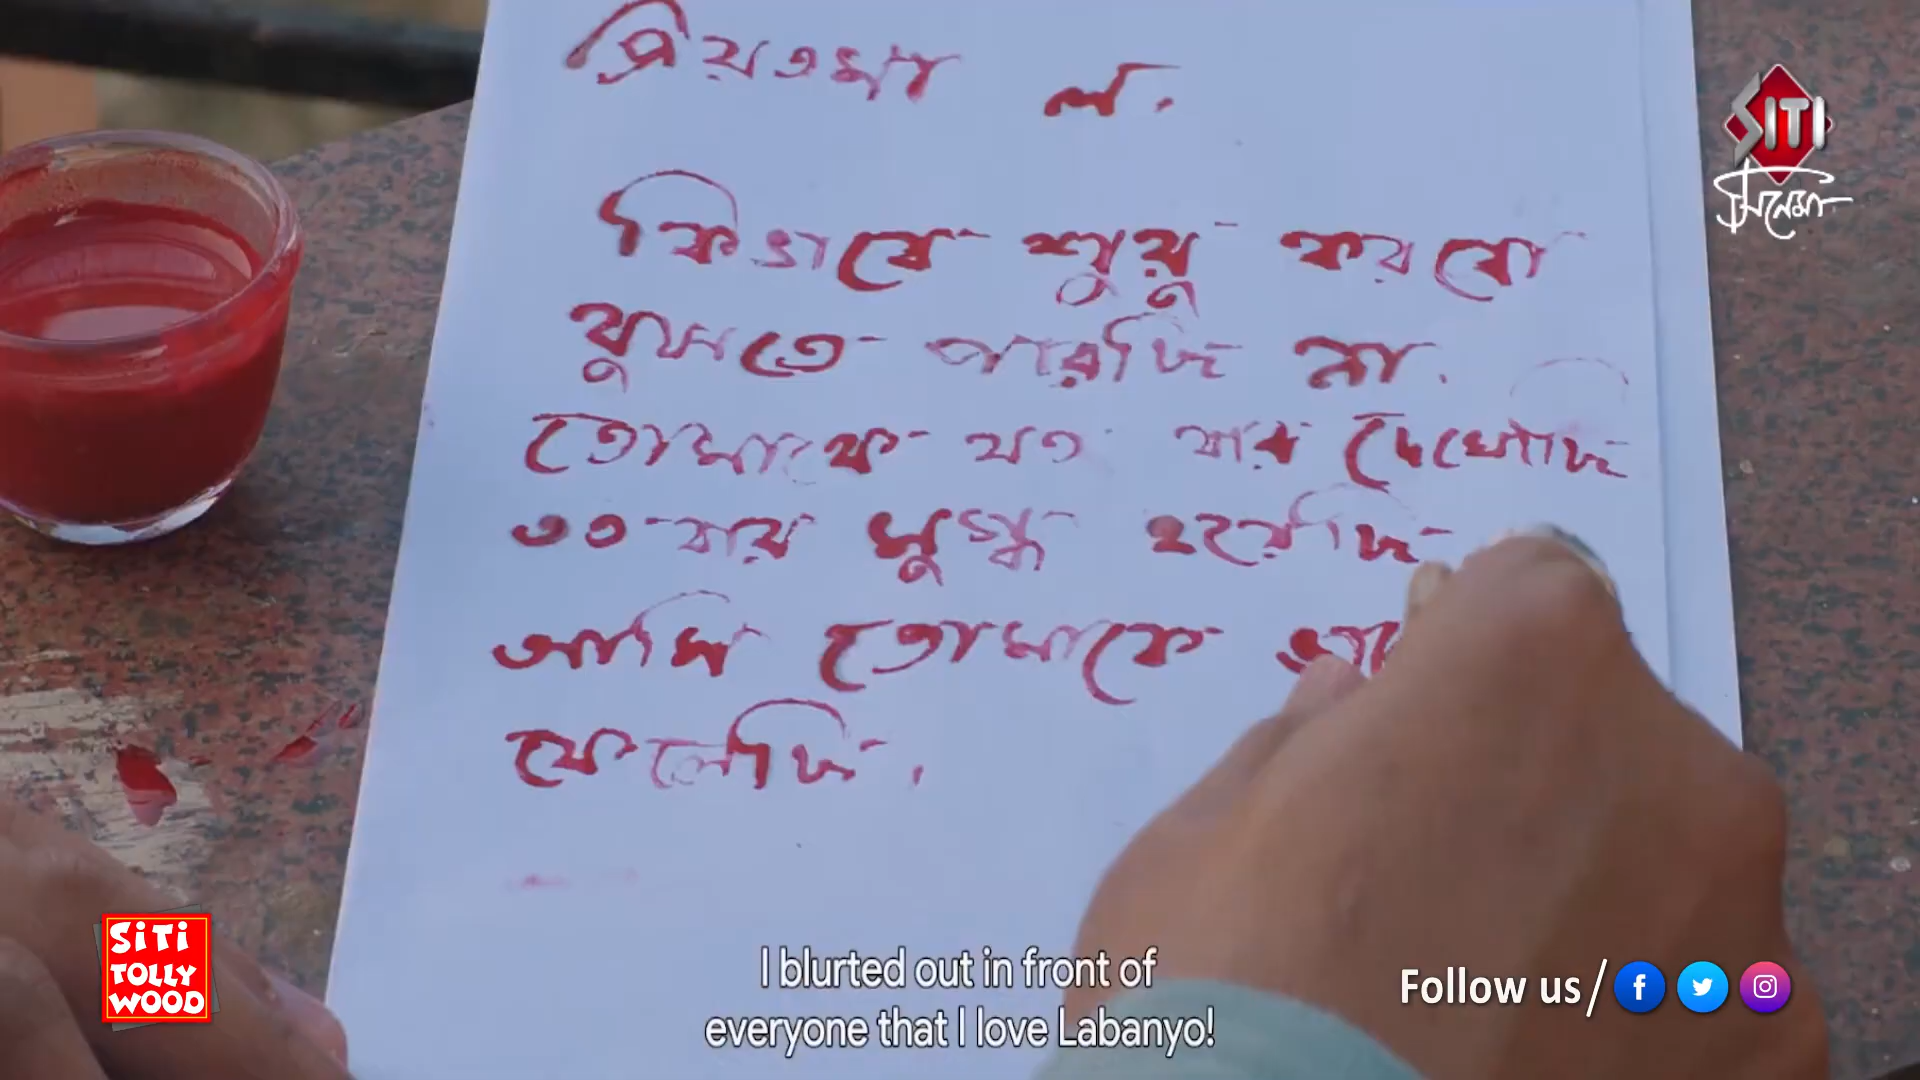 প্রিয়তমা ল.
কিভাবে শুরু করবো
বুঝতে পারছি না.
তোমাকে যত বার দেখেছি
তত বার মুগ্ধ হয়েছি
আমি তোমাকে
ফেলেছি.
SITI
সিনেমা
SITI
TOLLY
WOOD
I blurted out in front of
everyone that I love Labanyo!
Follow us/